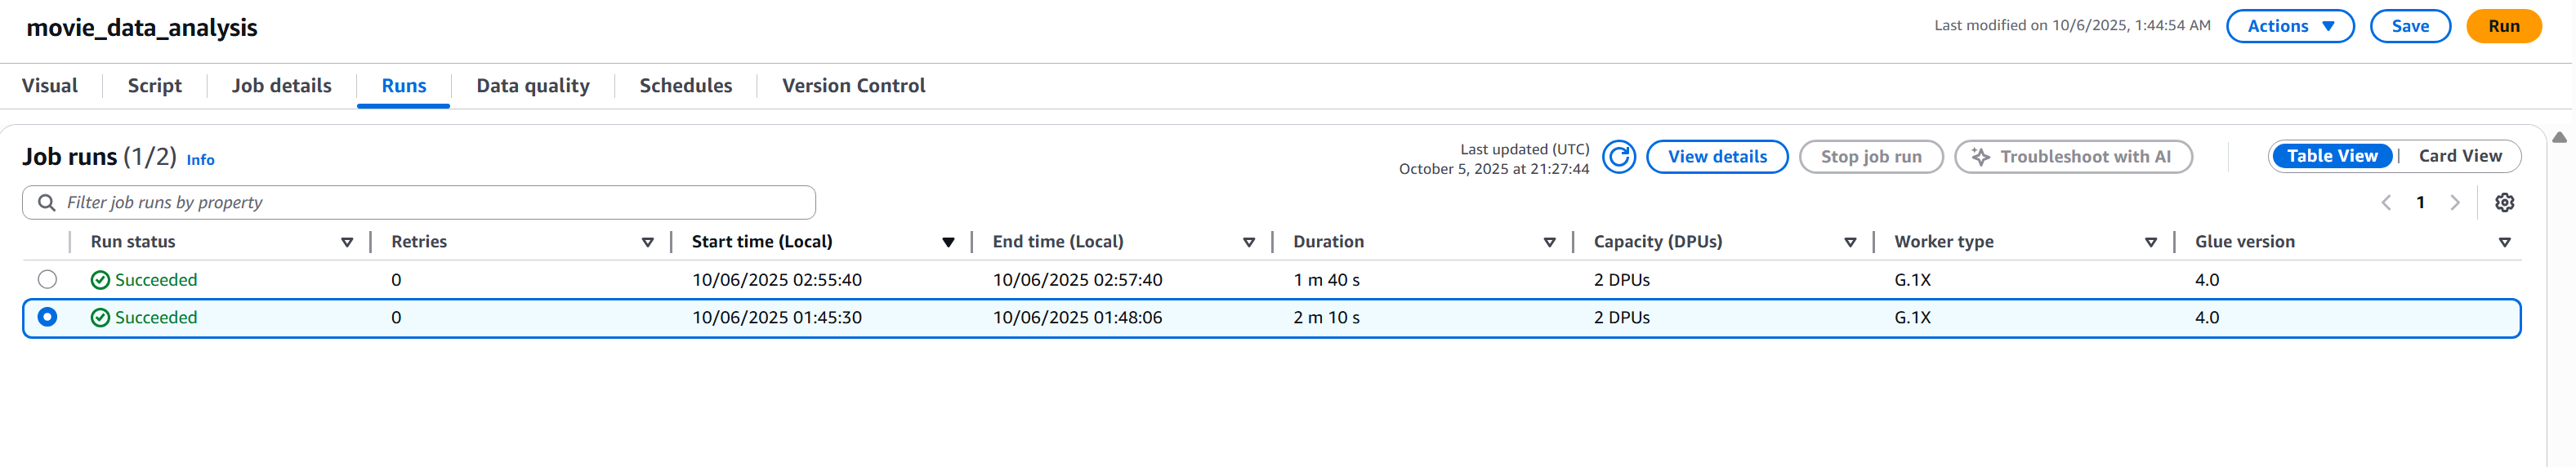 movie_data_analysis
Last modified on 10/6/2025, 1:44:54 AM
Actions
Save
Run
Visual
Script
Job details
Runs
Data quality
Schedules
Version Control
Job runs (1/2) Info
Last updated (UTC)
October 5, 2025 at 21:27:44
View details
Stop job run
Troubleshoot with AI
Table View
Card View
Filter job runs by property
1
Run status Retries Start time (Local) End time (Local) Duration Capacity (DPUs) Worker type Glue version
Succeeded 0 10/06/2025 02:55:40 10/06/2025 02:57:40 1 m 40 s 2 DPUs G.1X 4.0
Succeeded 0 10/06/2025 01:45:30 10/06/2025 01:48:06 2 m 10 s 2 DPUs G.1X 4.0